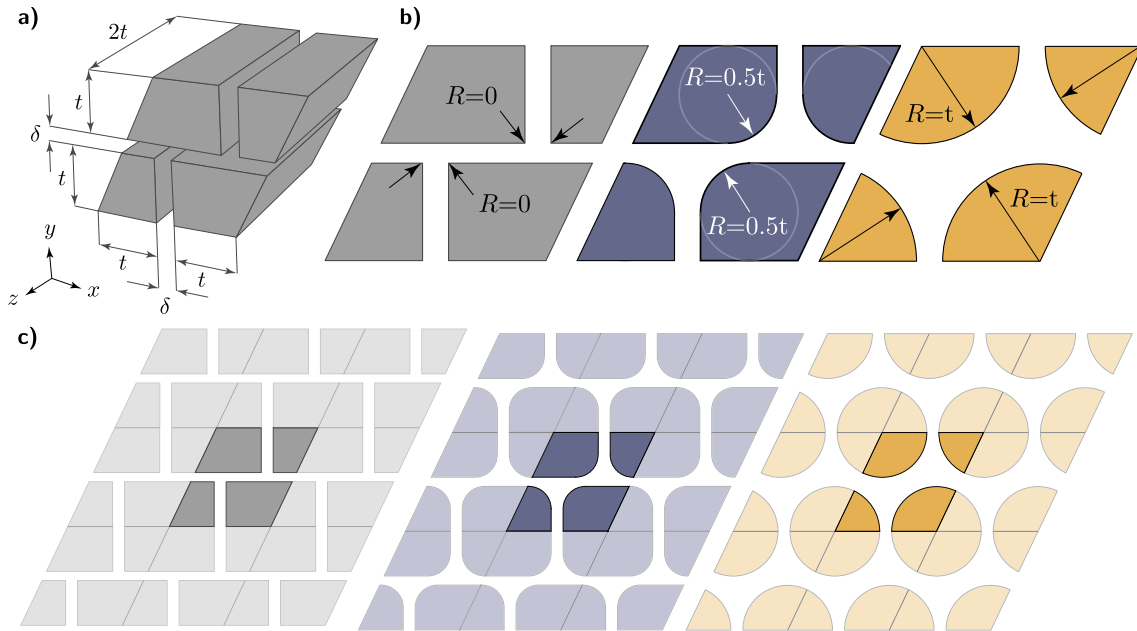 a)
2t
t
δ
t
t
δ
t
y
x
z
b)
R=0
R=0.5t
R=t
R=0
R=0.5t
R=t
c)